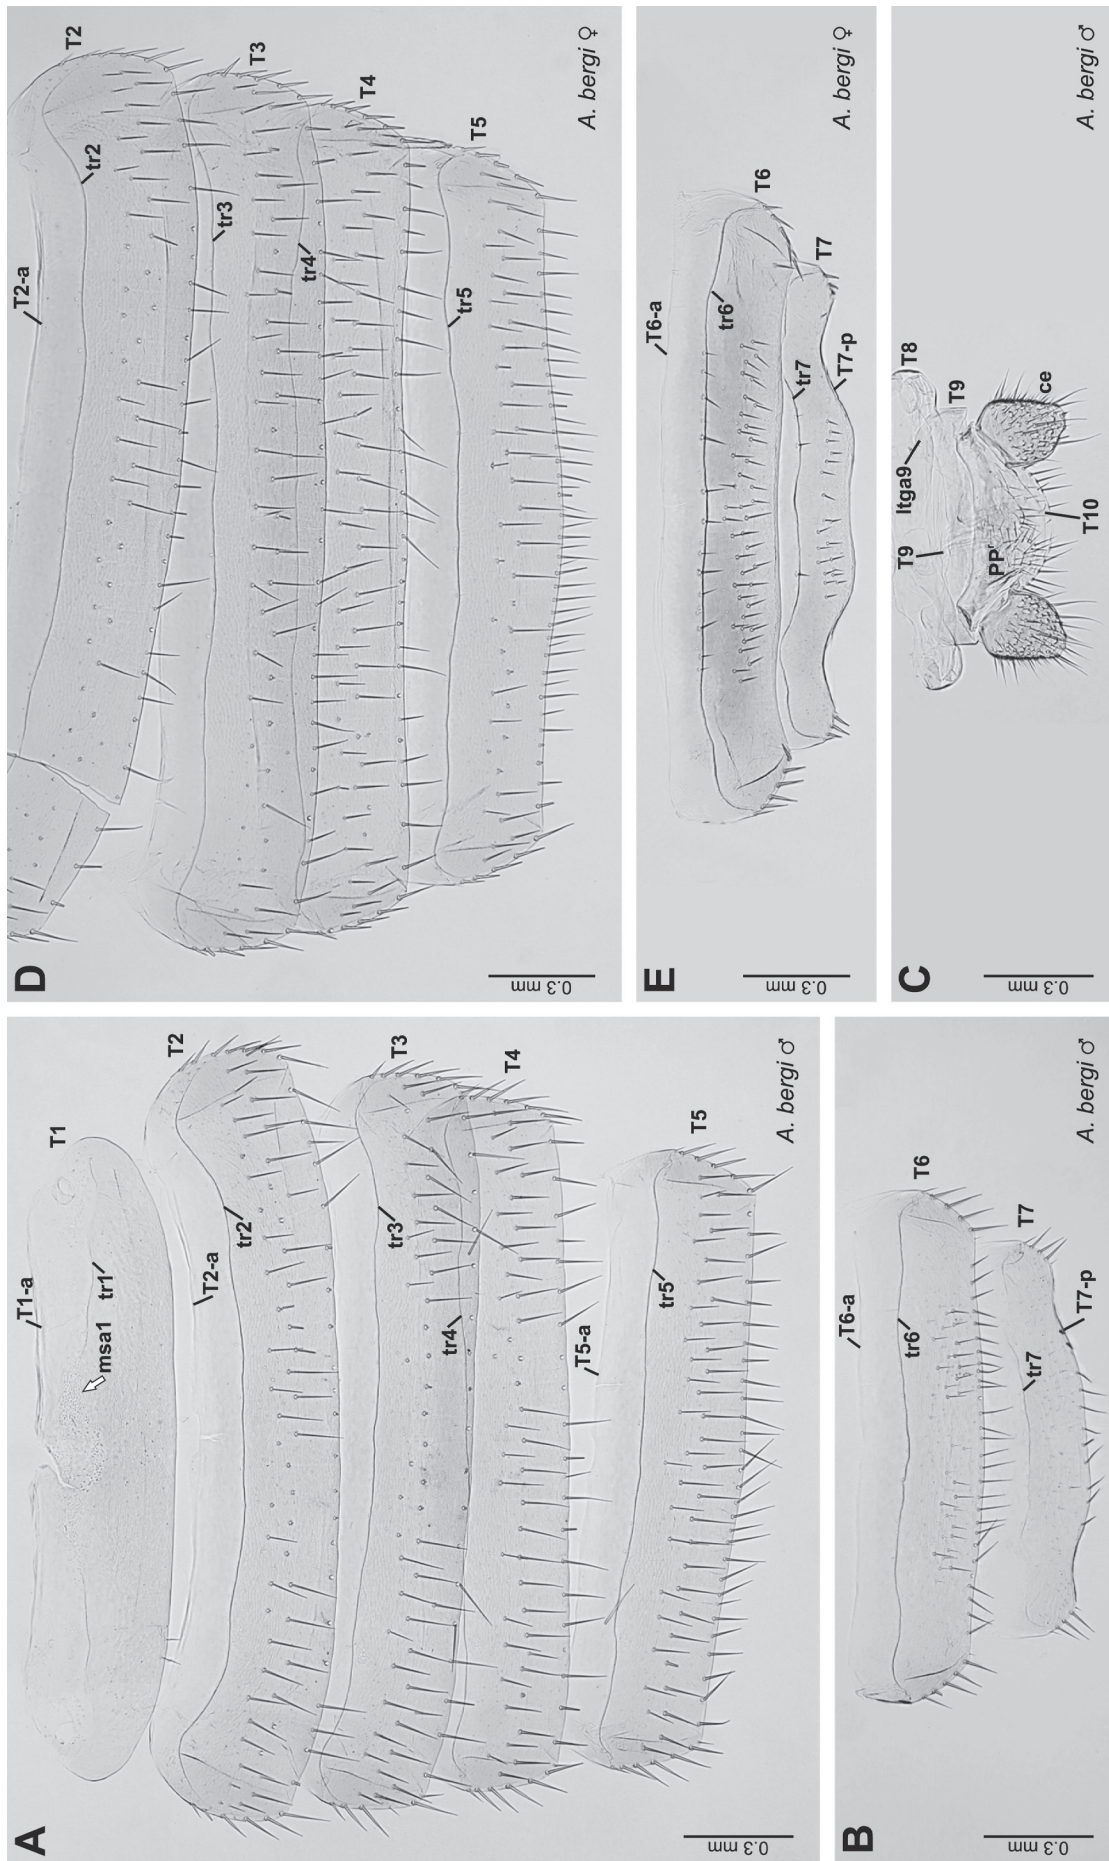 A
T1
T1-a
tr1
msa1
T2
T2-a
tr2
T3
tr3
T4
tr4
T5
T5-a
tr5
0.3 mm
A. bergi ♂
B
T6
T6-a
tr6
T7
tr7
T7-p
0.3 mm
A. bergi ♂
C
T8
ltga9
T9
T9
PP
ce
T10
0.3 mm
A. bergi ♂
D
T2
T2-a
tr2
T3
tr3
T4
tr4
T5
tr5
0.3 mm
A. bergi ♀
E
T6
T6-a
tr6
T7
tr7
T7-p
0.3 mm
A. bergi ♀